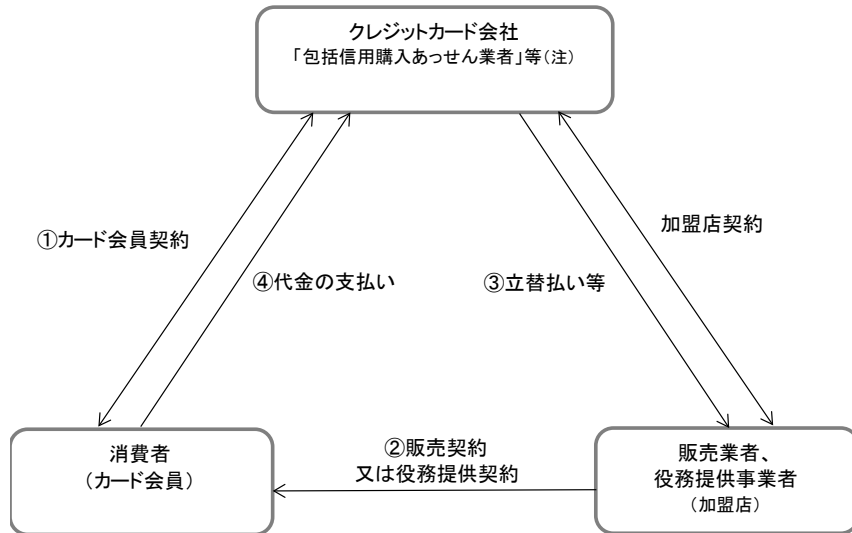 クレジットカード会社
「包括信用購入あっせん業者」等(注)
①カード会員契約
加盟店契約
④代金の支払い
③立替払い等
消費者
(カード会員)
②販売契約
又は役務提供契約
販売業者、
役務提供事業者
(加盟店)